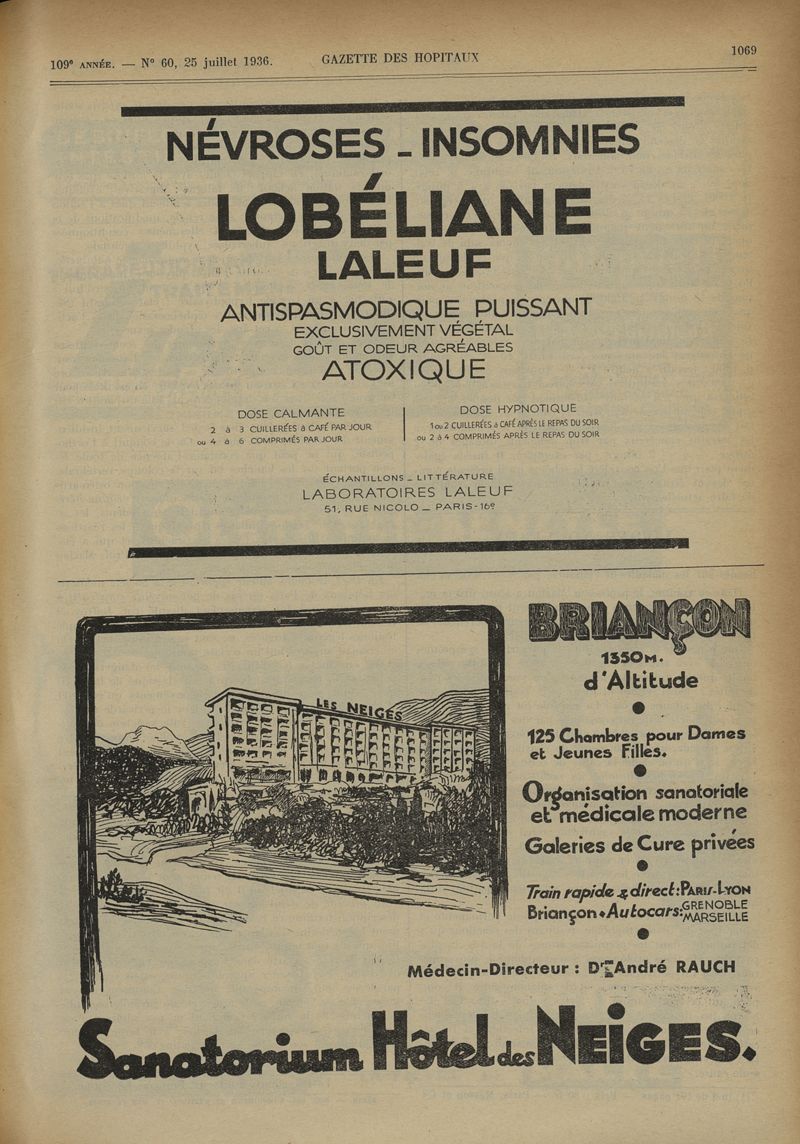 109e ANNÉE. — No 60, 25 juillet 1936.
GAZETTE DES HOPITAUX
1069
NÉVROSES - INSOMNIES
LOBÉLIANE
LALEUF
ANTISPASMODIQUE PUISSANT
EXCLUSIVEMENT VÉGÉTAL
GOÛT ET ODEUR AGRÉABLES
ATOXIQUE
DOSE CALMANTE
2 à 3 CUILLERÉES à CAFÉ PAR JOUR
ou 4 à 6 COMPRIMÉS PAR JOUR
DOSE HYPNOTIQUE
1 ou 2 CUILLERÉES à CAFÉ APRÈS LE REPAS DU SOIR
ou 2 à 4 COMPRIMÉS APRÈS LE REPAS DU SOIR
ÉCHANTILLONS - LITTÉRATURE
LABORATOIRES LALEUF
51, RUE NICOLO - PARIS-16e
LES NEIGES
BRIANÇON
1350 M.
d'Altitude
125 Chambres pour Dames
et Jeunes Filles.
Organisation sanatoriale
et médicale moderne
Galeries de Cure privées
Train rapide & direct: PARIS-LYON
Briançon • Autocars: GRENOBLE
MARSEILLE
Médecin-Directeur : Dr André RAUCH
Sanatorium Hôtel des NEIGES.